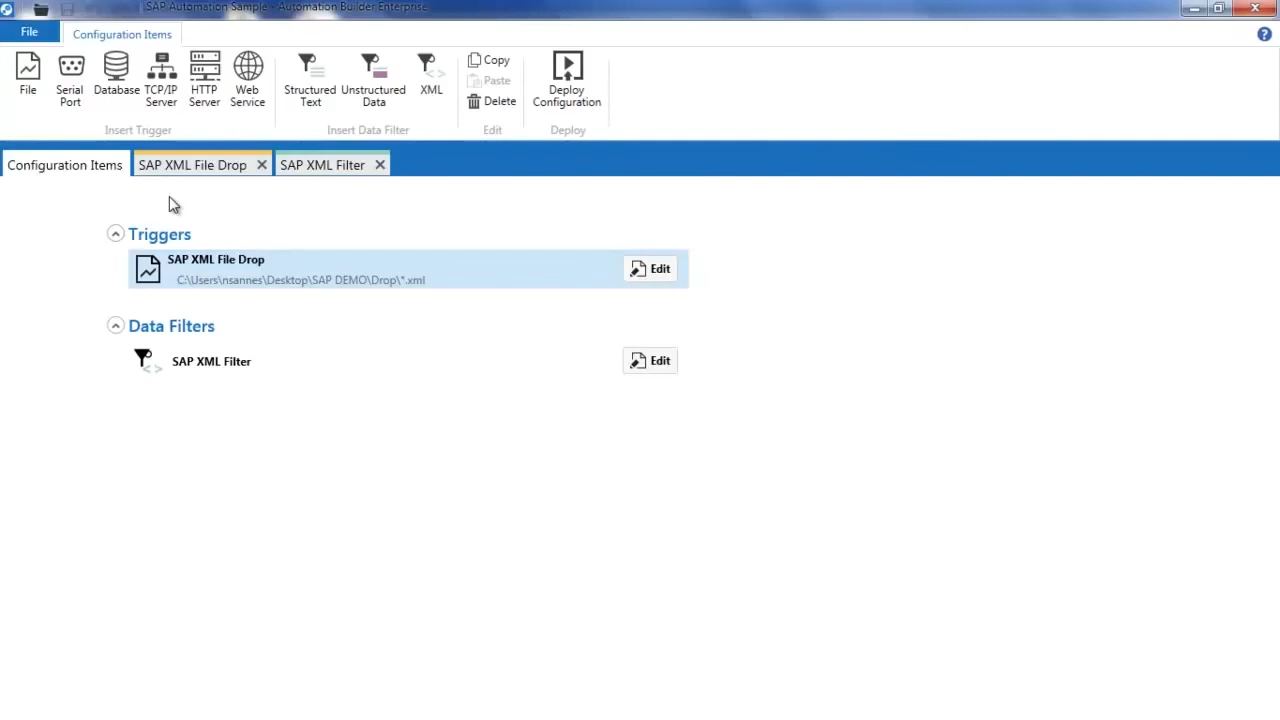 SAP Automation Sample - Automation Builder Enterprise
File
Configuration Items
File
Serial Port
Database
TCP/IP Server
HTTP Server
Web Service
Structured Text
Unstructured Data
XML
Copy
Paste
Delete
Deploy Configuration
Insert Trigger
Insert Data Filter
Edit
Deploy
Configuration Items
SAP XML File Drop
SAP XML Filter
Triggers
SAP XML File Drop
C:\Users\nsannes\Desktop\SAP DEMO\Drop\*.xml
Edit
Data Filters
SAP XML Filter
Edit